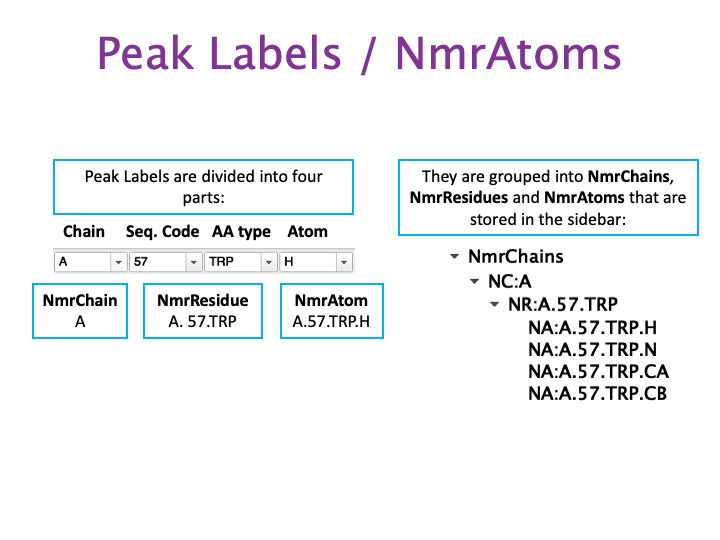 Peak Labels / NmrAtoms
Peak Labels are divided into four
parts:
Chain Seq. Code AA type Atom
A 57 TRP H
NmrChain
A
NmrResidue
A. 57.TRP
NmrAtom
A.57.TRP.H
They are grouped into NmrChains,
NmrResidues and NmrAtoms that are
stored in the sidebar:
NmrChains
NC:A
NR:A.57.TRP
NA:A.57.TRP.H
NA:A.57.TRP.N
NA:A.57.TRP.CA
NA:A.57.TRP.CB